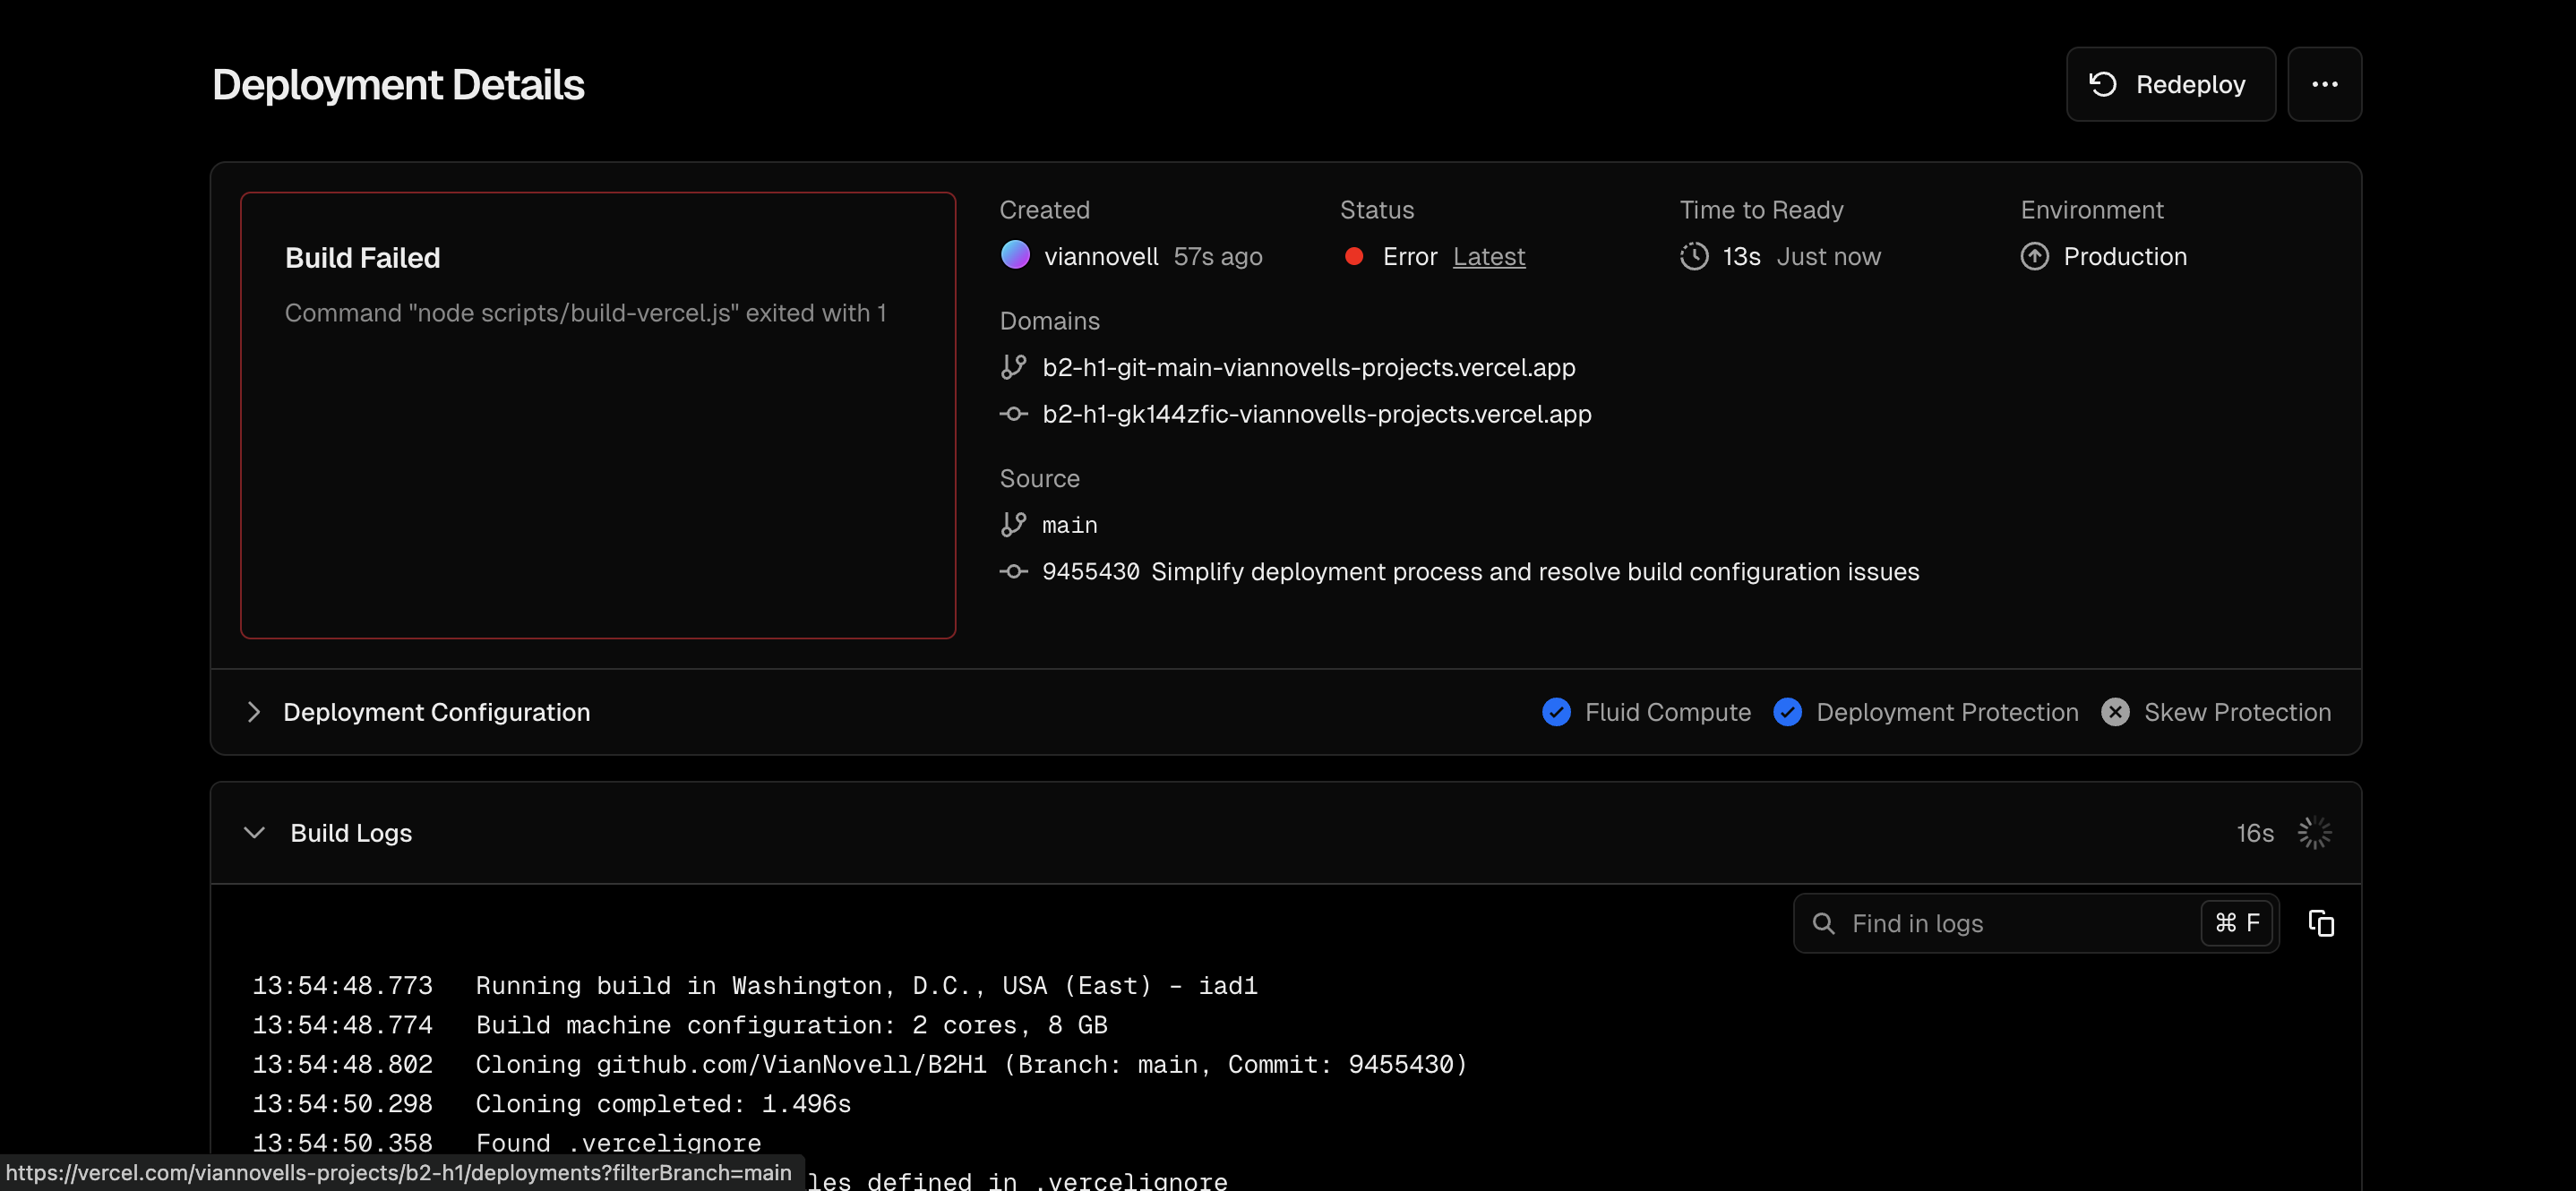 Deployment Details
Redeploy
Build Failed
Command "node scripts/build-vercel.js" exited with 1
Created
viannovell 57s ago
Status
Error Latest
Time to Ready
13s Just now
Environment
Production
Domains
b2-h1-git-main-viannovells-projects.vercel.app
b2-h1-gk144zfic-viannovells-projects.vercel.app
Source
main
9455430 Simplify deployment process and resolve build configuration issues
Deployment Configuration
Fluid Compute
Deployment Protection
Skew Protection
Build Logs
16s
Find in logs
⌘ F
13:54:48.773 Running build in Washington, D.C., USA (East) – iad1
13:54:48.774 Build machine configuration: 2 cores, 8 GB
13:54:48.802 Cloning github.com/VianNovell/B2H1 (Branch: main, Commit: 9455430)
13:54:50.298 Cloning completed: 1.496s
13:54:50.358 Found .vercelignore
les defined in .vercelignore
https://vercel.com/viannovells-projects/b2-h1/deployments?filterBranch=main